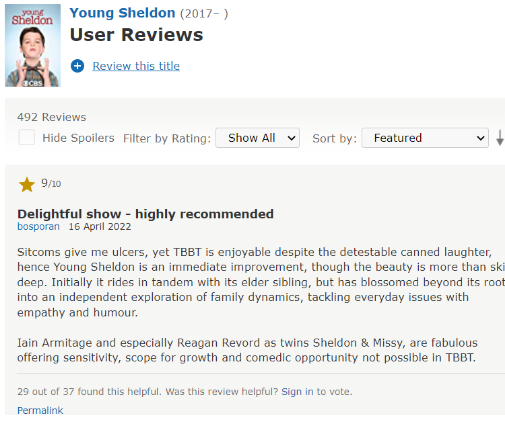 young
Sheldon
CBS
Young Sheldon (2017– )
User Reviews
Review this title
492 Reviews
Hide Spoilers Filter by Rating: Show All Sort by: Featured
9/10
Delightful show - highly recommended
bosporan 16 April 2022
Sitcoms give me ulcers, yet TBBT is enjoyable despite the detestable canned laughter,
hence Young Sheldon is an immediate improvement, though the beauty is more than ski
deep. Initially it rides in tandem with its elder sibling, but has blossomed beyond its root
into an independent exploration of family dynamics, tackling everyday issues with
empathy and humour.
Iain Armitage and especially Reagan Revord as twins Sheldon & Missy, are fabulous
offering sensitivity, scope for growth and comedic opportunity not possible in TBBT.
29 out of 37 found this helpful. Was this review helpful? Sign in to vote.
Permalink